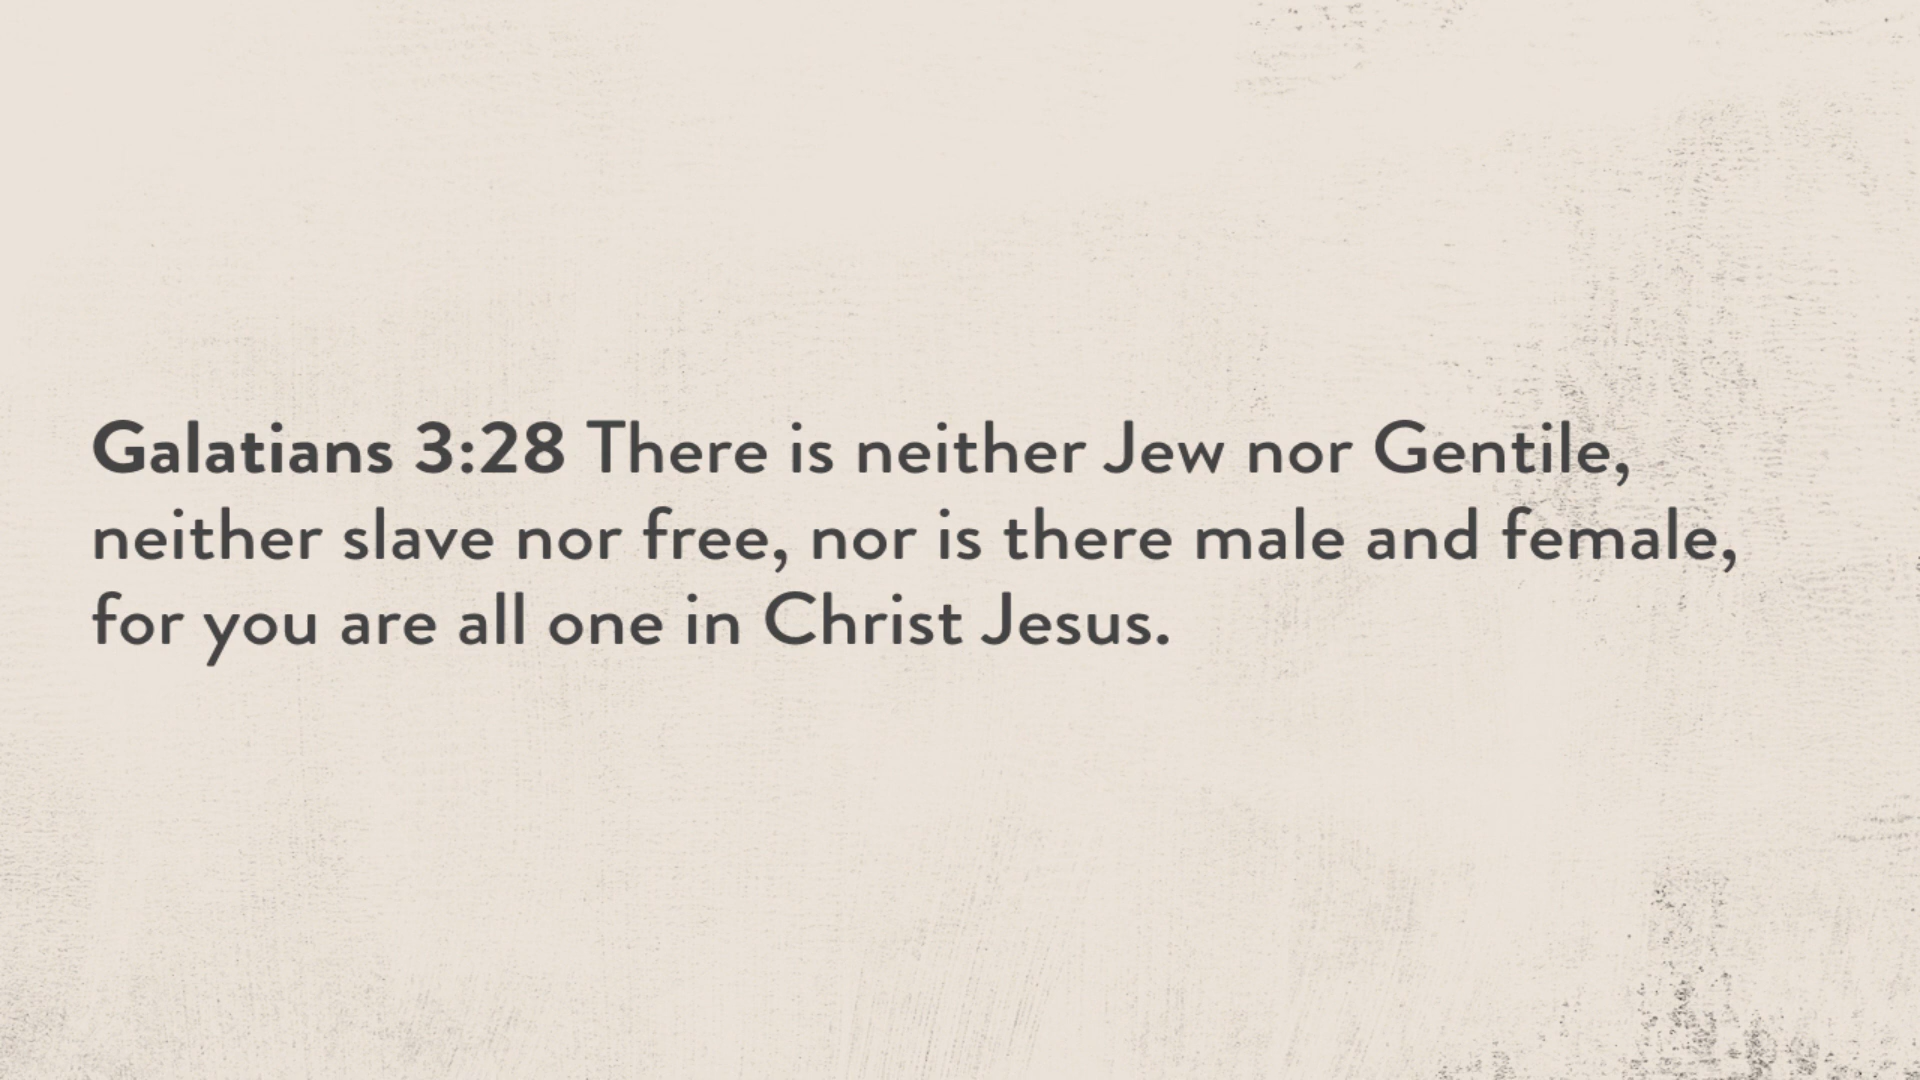 Galatians 3:28 There is neither Jew nor Gentile,
neither slave nor free, nor is there male and female,
for you are all one in Christ Jesus.